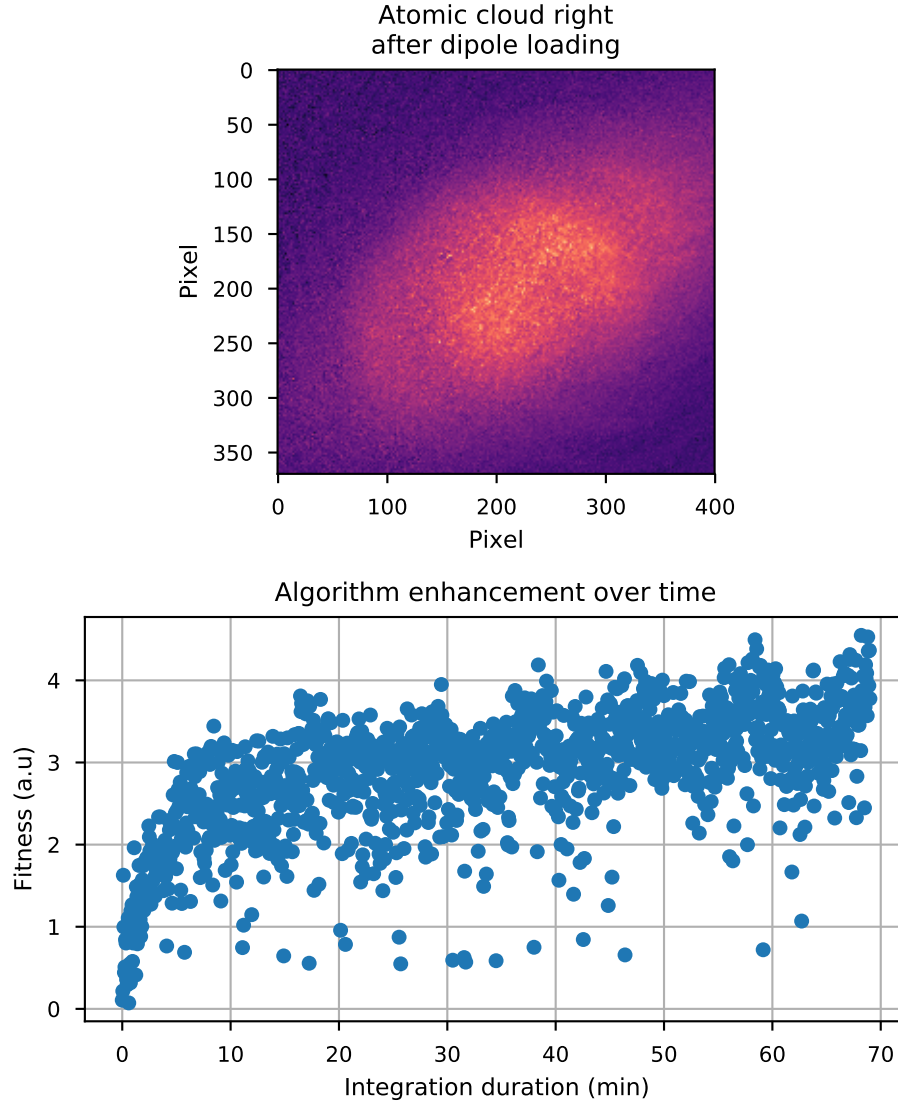 Atomic cloud right
after dipole loading
0
50
100
150
200
250
300
350
Pixel
0 100 200 300 400
Pixel
Algorithm enhancement over time
4
3
2
1
0
Fitness (a.u)
0 10 20 30 40 50 60 70
Integration duration (min)